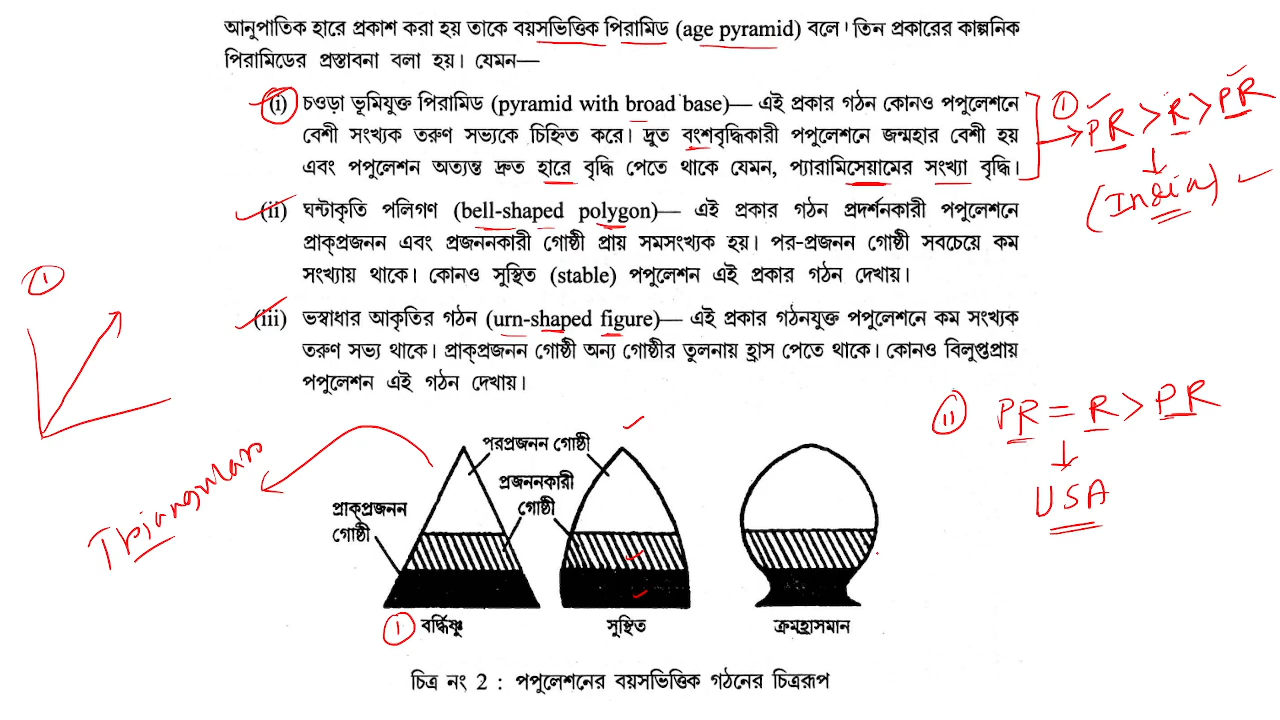 আনুপাতিক হারে প্রকাশ করা হয় তাকে বয়সভিত্তিক পিরামিড (age pyramid) বলে। তিন প্রকারের কাল্পনিক
পিরামিডের প্রস্তাবনা বলা হয়। যেমন—
(i) চওড়া ভূমিযুক্ত পিরামিড (pyramid with broad base)— এই প্রকার গঠন কোনও পপুলেশনে
বেশী সংখ্যক তরুণ সভ্যকে চিহ্নিত করে। দ্রুত বংশবৃদ্ধিকারী পপুলেশনে জন্মহার বেশী হয়
এবং পপুলেশন অত্যন্ত দ্রুত হারে বৃদ্ধি পেতে থাকে যেমন, প্যারামিসেয়ামের সংখ্যা বৃদ্ধি।
(i) PR > R > PR
(India)
(ii) ঘন্টাকৃতি পলিগণ (bell-shaped polygon)— এই প্রকার গঠন প্রদর্শনকারী পপুলেশনে
প্রাক্‌প্রজনন এবং প্রজননকারী গোষ্ঠী প্রায় সমসংখ্যক হয়। পর-প্রজনন গোষ্ঠী সবচেয়ে কম
সংখ্যায় থাকে। কোনও সুস্থিত (stable) পপুলেশন এই প্রকার গঠন দেখায়।
(i)
(iii) ভস্বাধার আকৃতির গঠন (urn-shaped figure)— এই প্রকার গঠনযুক্ত পপুলেশনে কম সংখ্যক
তরুণ সভ্য থাকে। প্রাক্‌প্রজনন গোষ্ঠী অন্য গোষ্ঠীর তুলনায় হ্রাস পেতে থাকে। কোনও বিলুপ্তপ্রায়
পপুলেশন এই গঠন দেখায়।
(ii) PR = R > PR
USA
Triangular
পরপ্রজনন গোষ্ঠী
প্রজননকারী
গোষ্ঠী
প্রাক্‌প্রজনন
গোষ্ঠী
(i) বর্দ্ধিষ্ণু
সুস্থিত
ক্রমহ্রাসমান
চিত্র নং 2 : পপুলেশনের বয়সভিত্তিক গঠনের চিত্ররূপ